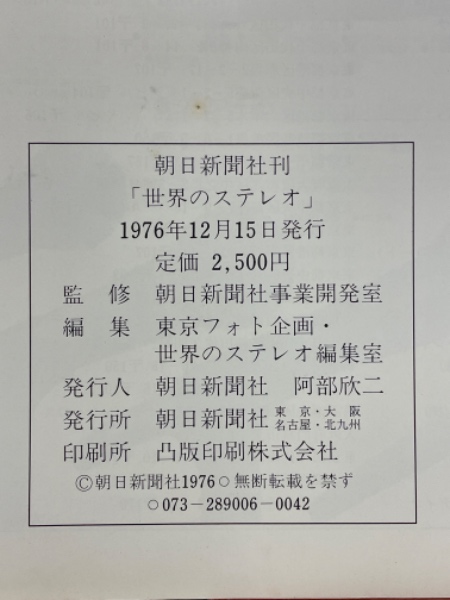 朝日新聞社刊
「世界のステレオ」
1976年12月15日発行
定価 2,500円
監 修 朝日新聞社事業開発室
編 集 東京フォト企画・
世界のステレオ編集室
発行人 朝日新聞社 阿部欣二
発行所 朝日新聞社 東京・大阪
名古屋・北九州
印刷所 凸版印刷株式会社
Ⓒ朝日新聞社1976○無断転載を禁ず
○073-289006-0042